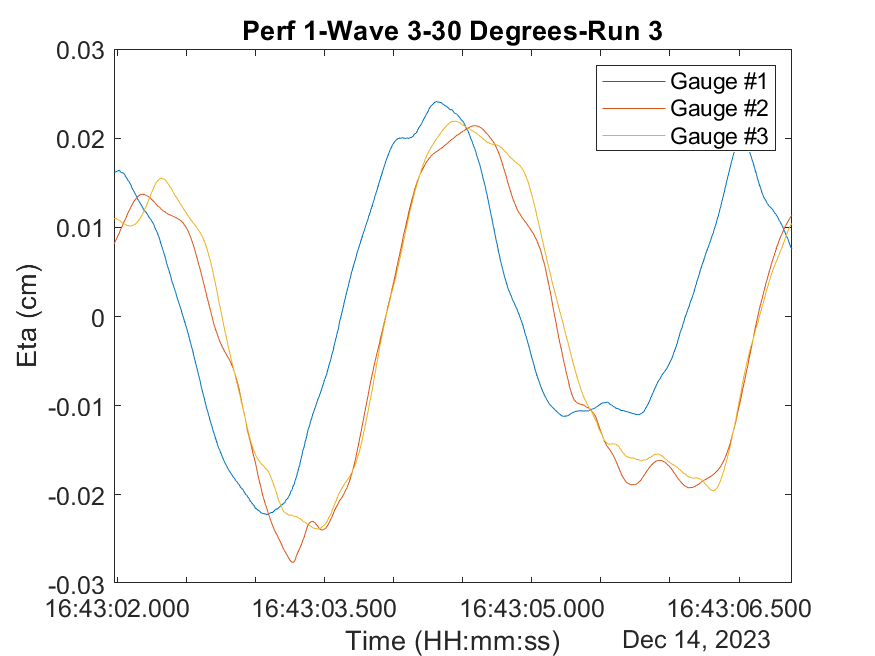 Perf 1-Wave 3-30 Degrees-Run 3
0.03
0.02
0.01
0
-0.01
-0.02
-0.03
Eta (cm)
Gauge #1
Gauge #2
Gauge #3
16:43:02.000 16:43:03.500 16:43:05.000 16:43:06.500
Time (HH:mm:ss) Dec 14, 2023